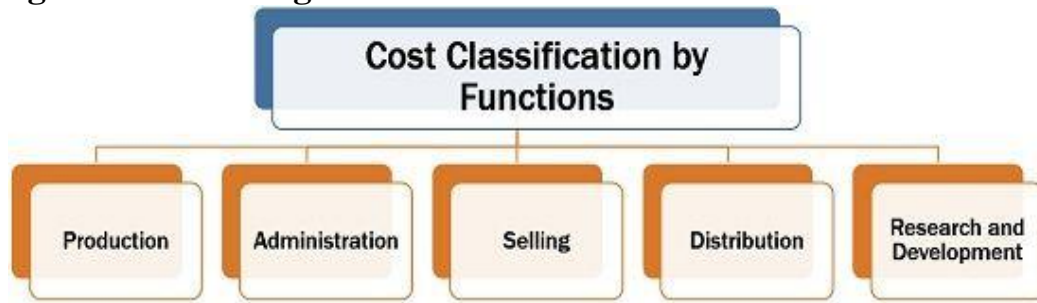 Cost Classification by
Functions
Production
Administration
Selling
Distribution
Research and
Development